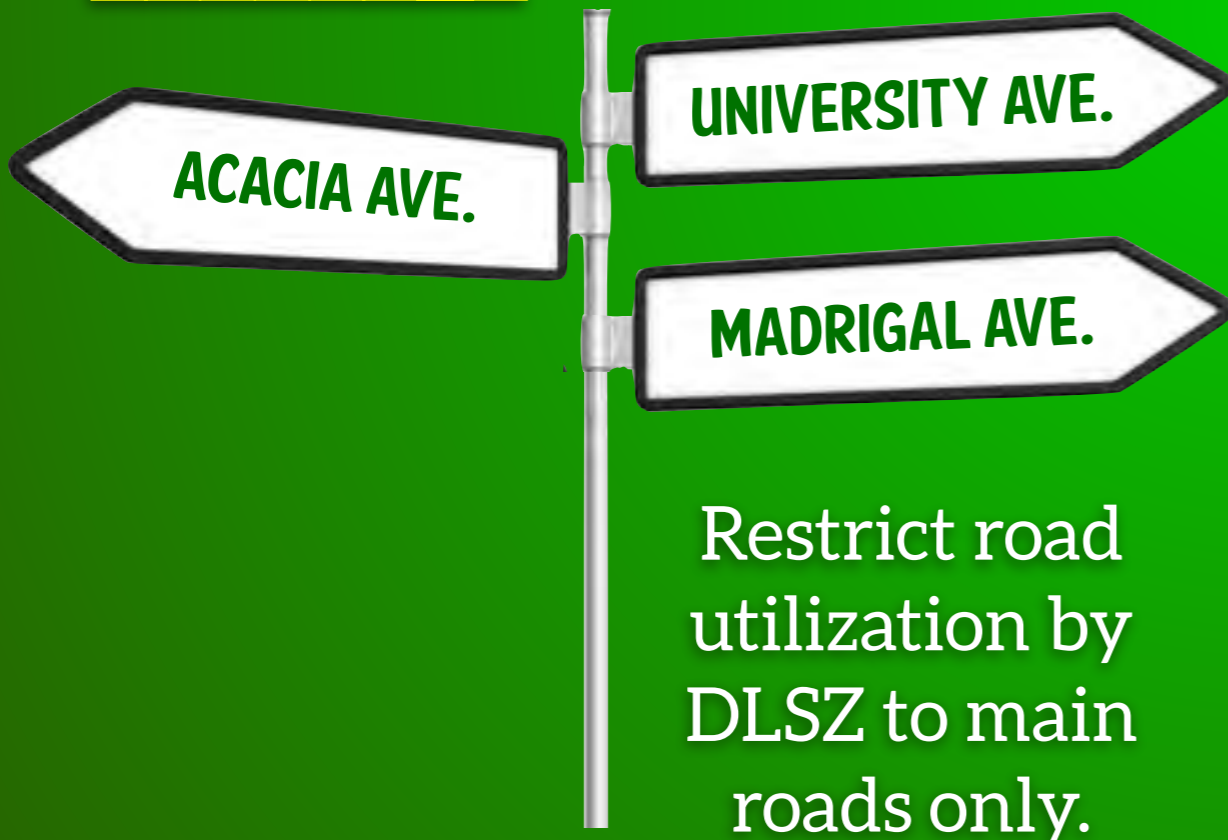 UNIVERSITY AVE.
ACACIA AVE.
MADRIGAL AVE.
Restrict road
utilization by
DLSZ to main
roads only.